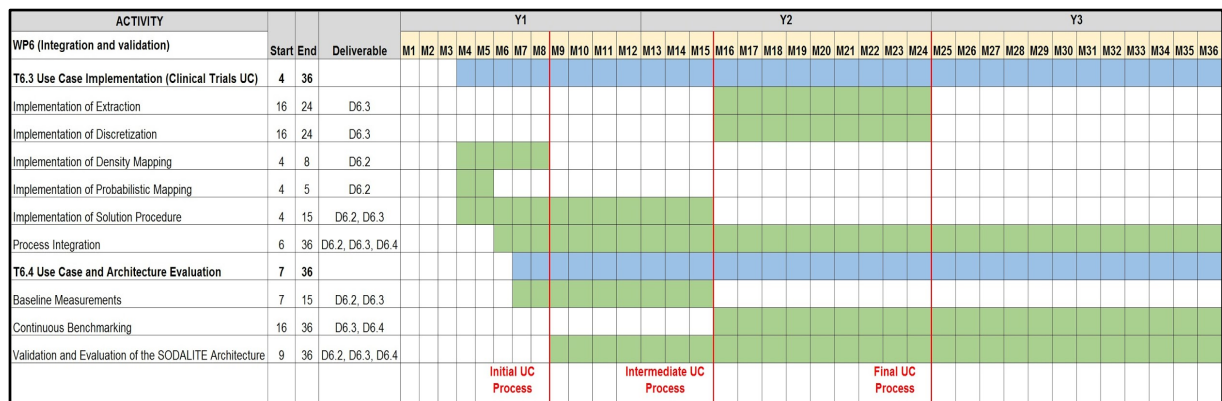 ACTIVITY Y1 Y2 Y3
WP6 (Integration and validation) Start End Deliverable M1 M2 M3 M4 M5 M6 M7 M8 M9 M10 M11 M12 M13 M14 M15 M16 M17 M18 M19 M20 M21 M22 M23 M24 M25 M26 M27 M28 M29 M30 M31 M32 M33 M34 M35 M36
T6.3 Use Case Implementation (Clinical Trials UC) 4 36
Implementation of Extraction 16 24 D6.3
Implementation of Discretization 16 24 D6.3
Implementation of Density Mapping 4 8 D6.2
Implementation of Probabilistic Mapping 4 5 D6.2
Implementation of Solution Procedure 4 15 D6.2, D6.3
Process Integration 6 36 D6.2, D6.3, D6.4
T6.4 Use Case and Architecture Evaluation 7 36
Baseline Measurements 7 15 D6.2, D6.3
Continuous Benchmarking 16 36 D6.3, D6.4
Validation and Evaluation of the SODALITE Architecture 9 36 D6.2, D6.3, D6.4
Initial UC Intermediate UC Final UC
Process Process Process